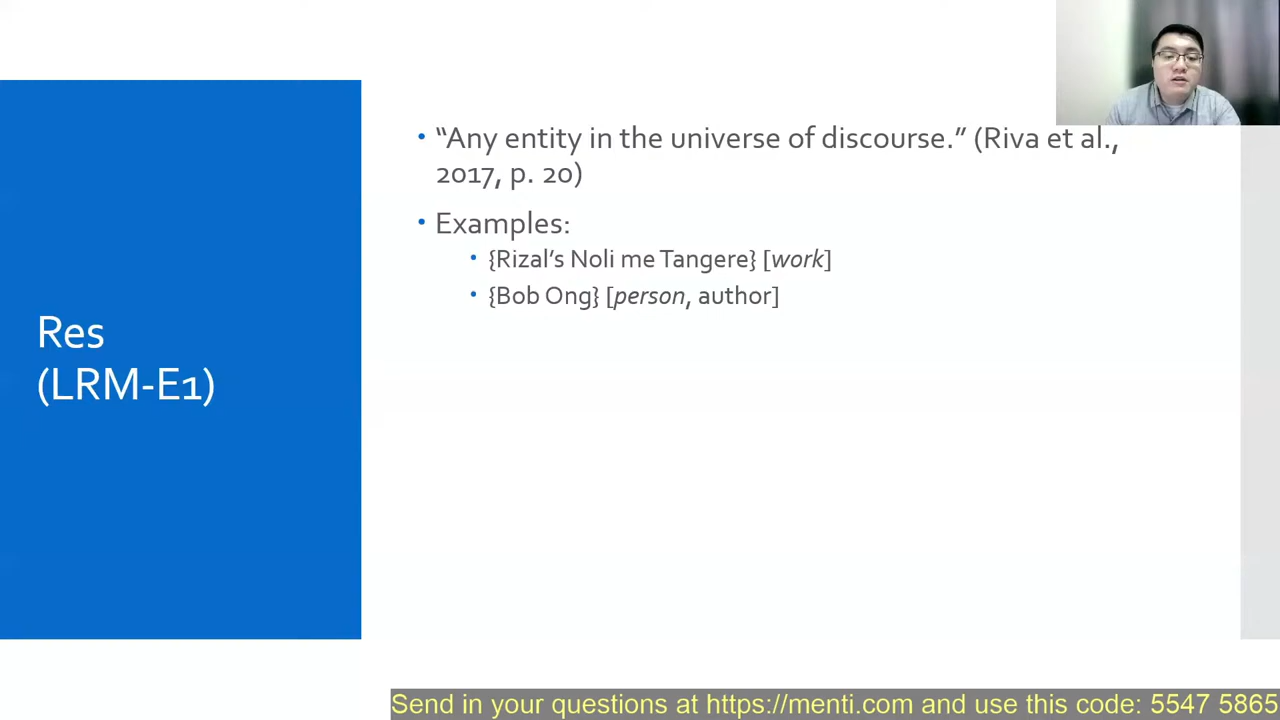 Res
(LRM-E1)
• “Any entity in the universe of discourse.” (Riva et al.,
2017, p. 20)
• Examples:
• {Rizal’s Noli me Tangere} [work]
• {Bob Ong} [person, author]
Send in your questions at https://menti.com and use this code: 5547 5865